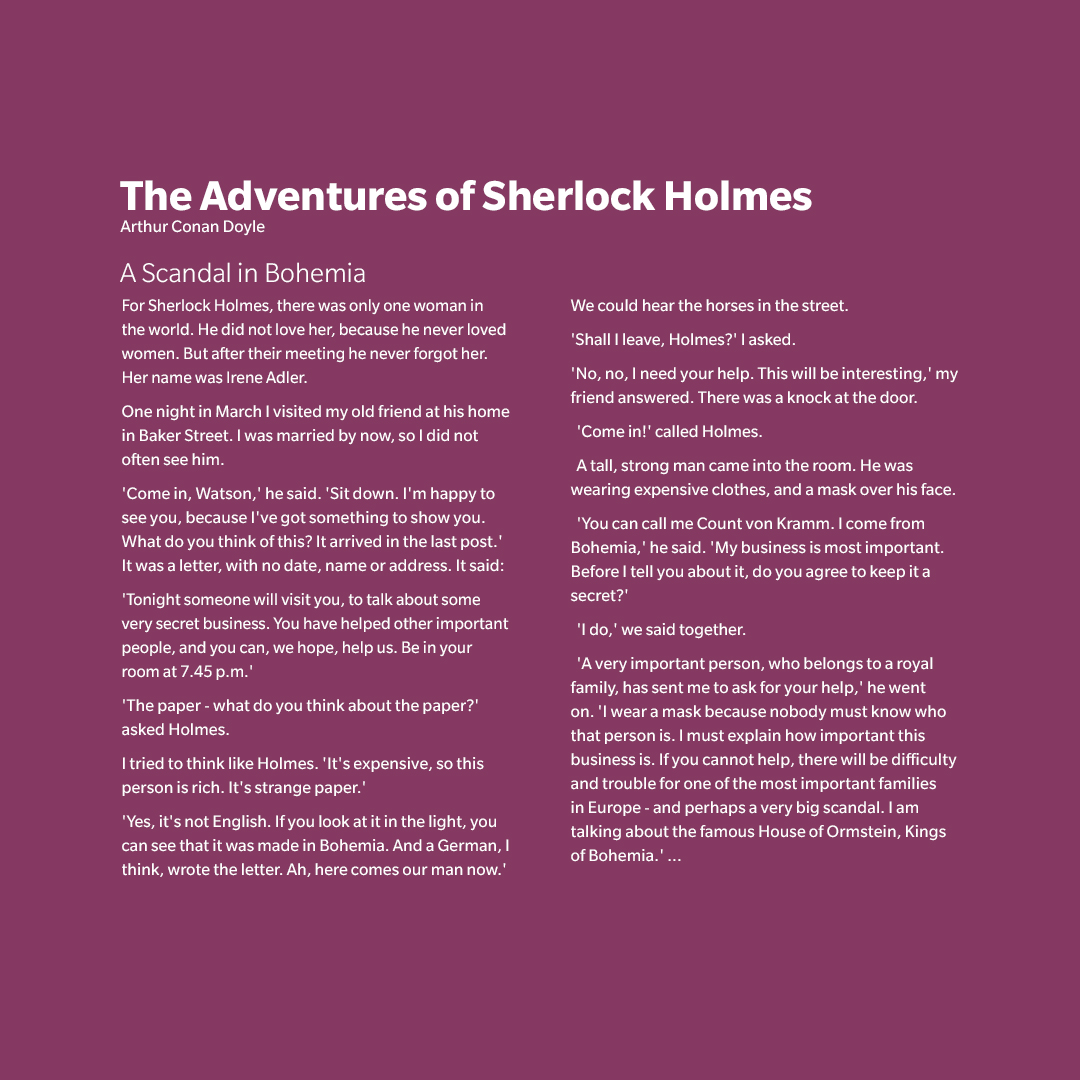 The Adventures of Sherlock Holmes
Arthur Conan Doyle
A Scandal in Bohemia
For Sherlock Holmes, there was only one woman in
the world. He did not love her, because he never loved
women. But after their meeting he never forgot her.
Her name was Irene Adler.
One night in March I visited my old friend at his home
in Baker Street. I was married by now, so I did not
often see him.
'Come in, Watson,' he said. 'Sit down. I'm happy to
see you, because I've got something to show you.
What do you think of this? It arrived in the last post.'
It was a letter, with no date, name or address. It said:
'Tonight someone will visit you, to talk about some
very secret business. You have helped other important
people, and you can, we hope, help us. Be in your
room at 7.45 p.m.'
'The paper - what do you think about the paper?'
asked Holmes.
I tried to think like Holmes. 'It's expensive, so this
person is rich. It's strange paper.'
'Yes, it's not English. If you look at it in the light, you
can see that it was made in Bohemia. And a German, I
think, wrote the letter. Ah, here comes our man now.'
We could hear the horses in the street.
'Shall I leave, Holmes?' I asked.
'No, no, I need your help. This will be interesting,' my
friend answered. There was a knock at the door.
'Come in!' called Holmes.
A tall, strong man came into the room. He was
wearing expensive clothes, and a mask over his face.
'You can call me Count von Kramm. I come from
Bohemia,' he said. 'My business is most important.
Before I tell you about it, do you agree to keep it a
secret?'
'I do,' we said together.
'A very important person, who belongs to a royal
family, has sent me to ask for your help,' he went
on. 'I wear a mask because nobody must know who
that person is. I must explain how important this
business is. If you cannot help, there will be difficulty
and trouble for one of the most important families
in Europe - and perhaps a very big scandal. I am
talking about the famous House of Ormstein, Kings
of Bohemia.' ...